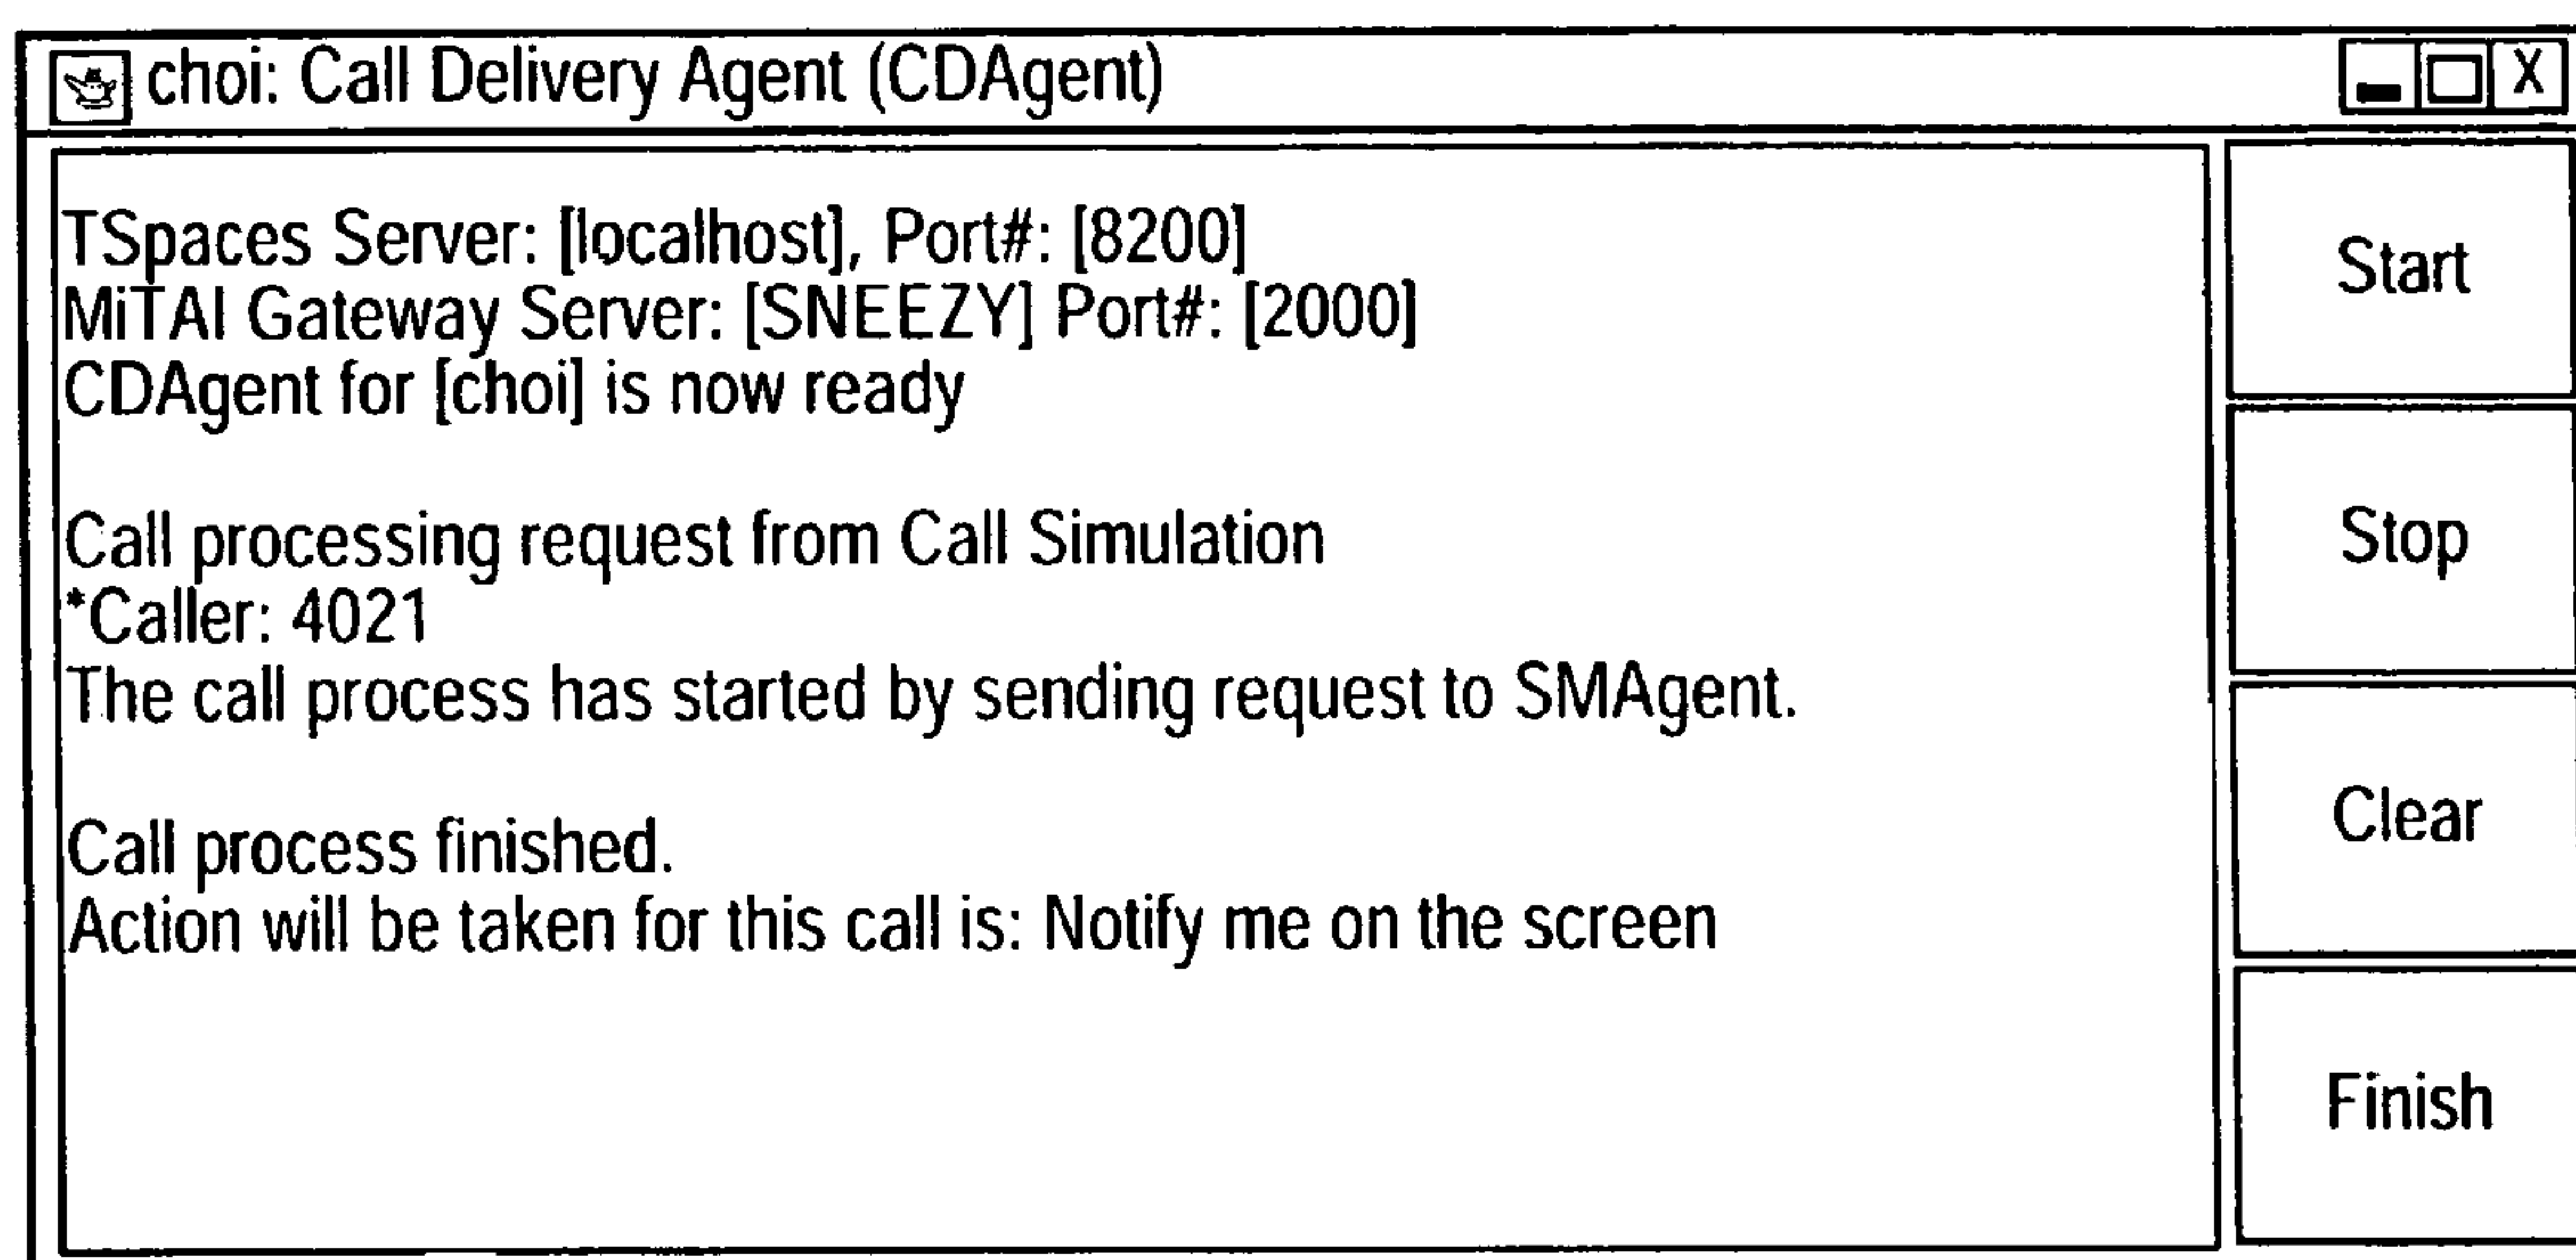 choi: Call Delivery Agent (CDAgent)
X
TSpaces Server: [localhost], Port#: [8200]
MiTAI Gateway Server: [SNEEZY] Port#: [2000]
CDAgent for [choi] is now ready
Call processing request from Call Simulation
*Caller: 4021
The call process has started by sending request to SMAgent.
Call process finished.
Action will be taken for this call is: Notify me on the screen
Start
Stop
Clear
Finish